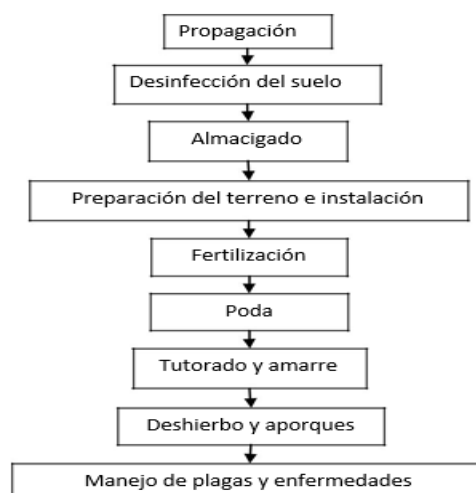 Propagación
Desinfección del suelo
Almacigado
Preparación del terreno e instalación
Fertilización
Poda
Tutorado y amarre
Deshierbo y aporques
Manejo de plagas y enfermedades